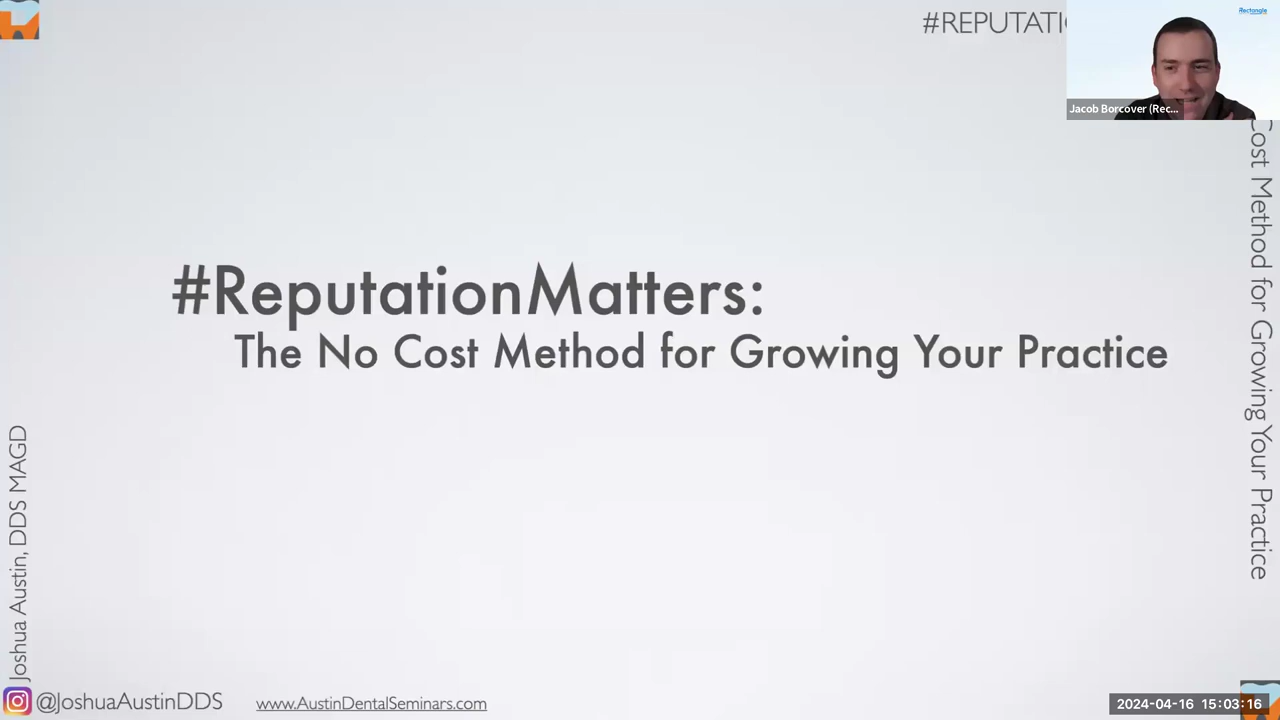 #REPUTATI
Rectangle
Jacob Borcover (Rec...
#ReputationMatters:
The No Cost Method for Growing Your Practice
Cost Method for Growing Your Practice
Joshua Austin, DDS MAGD
@JoshuaAustinDDS
www.AustinDentalSeminars.com
2024-04-16 15:03:16